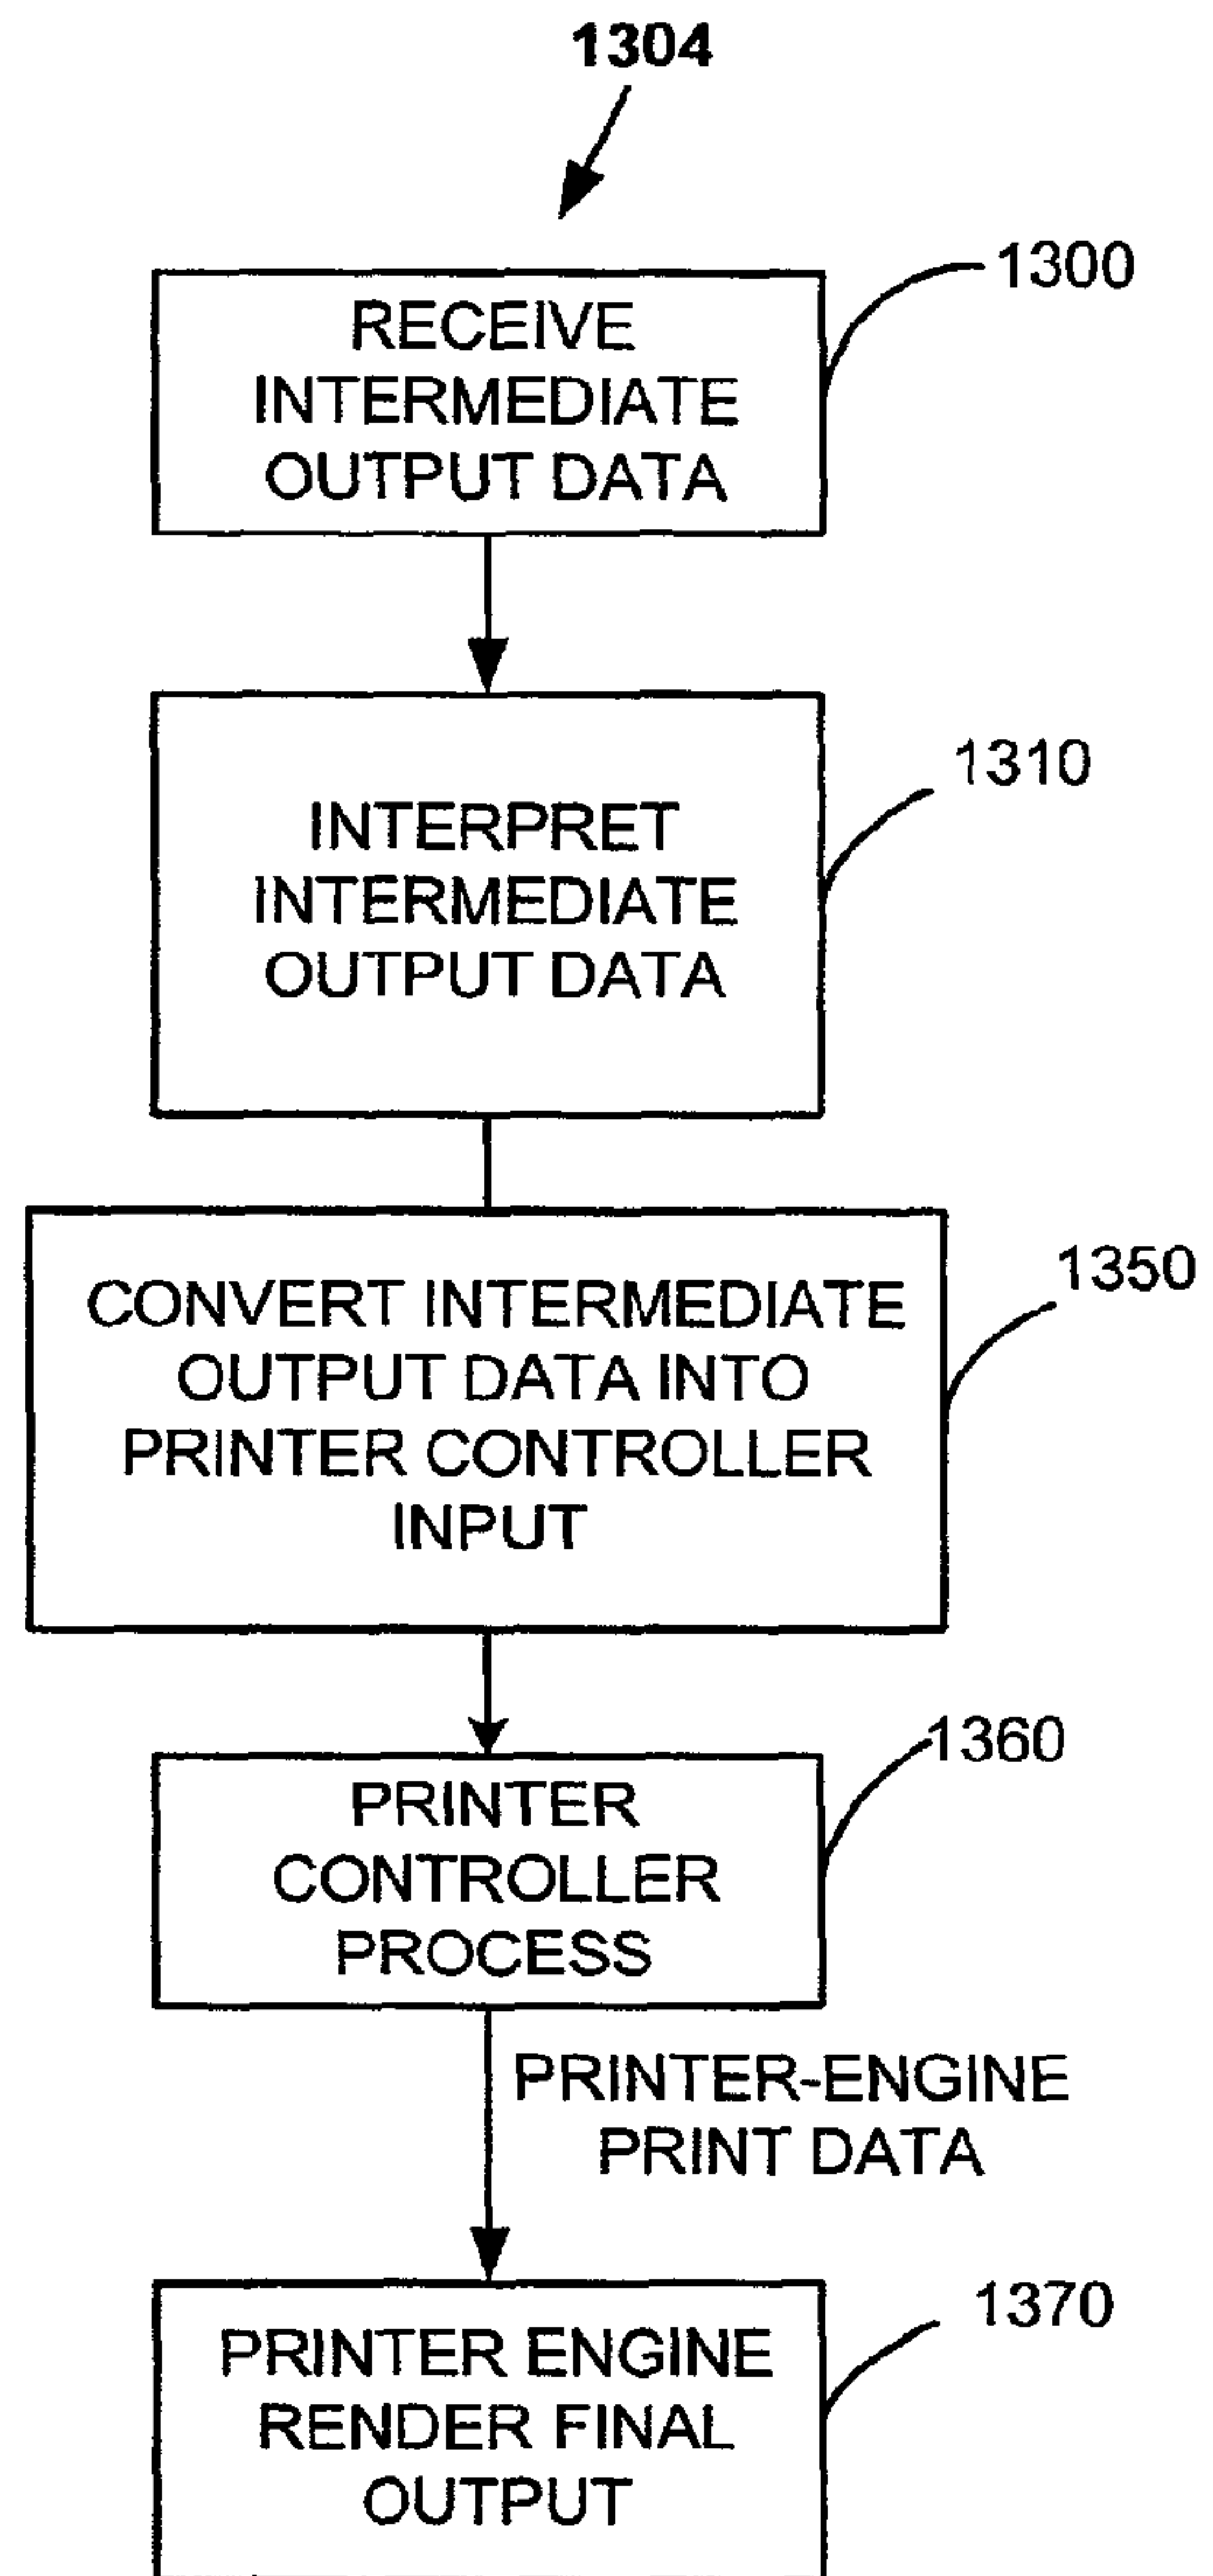 1304
1300
RECEIVE
INTERMEDIATE
OUTPUT DATA
1310
INTERPRET
INTERMEDIATE
OUTPUT DATA
1350
CONVERT INTERMEDIATE
OUTPUT DATA INTO
PRINTER CONTROLLER
INPUT
1360
PRINTER
CONTROLLER
PROCESS
PRINTER-ENGINE
PRINT DATA
1370
PRINTER ENGINE
RENDER FINAL
OUTPUT